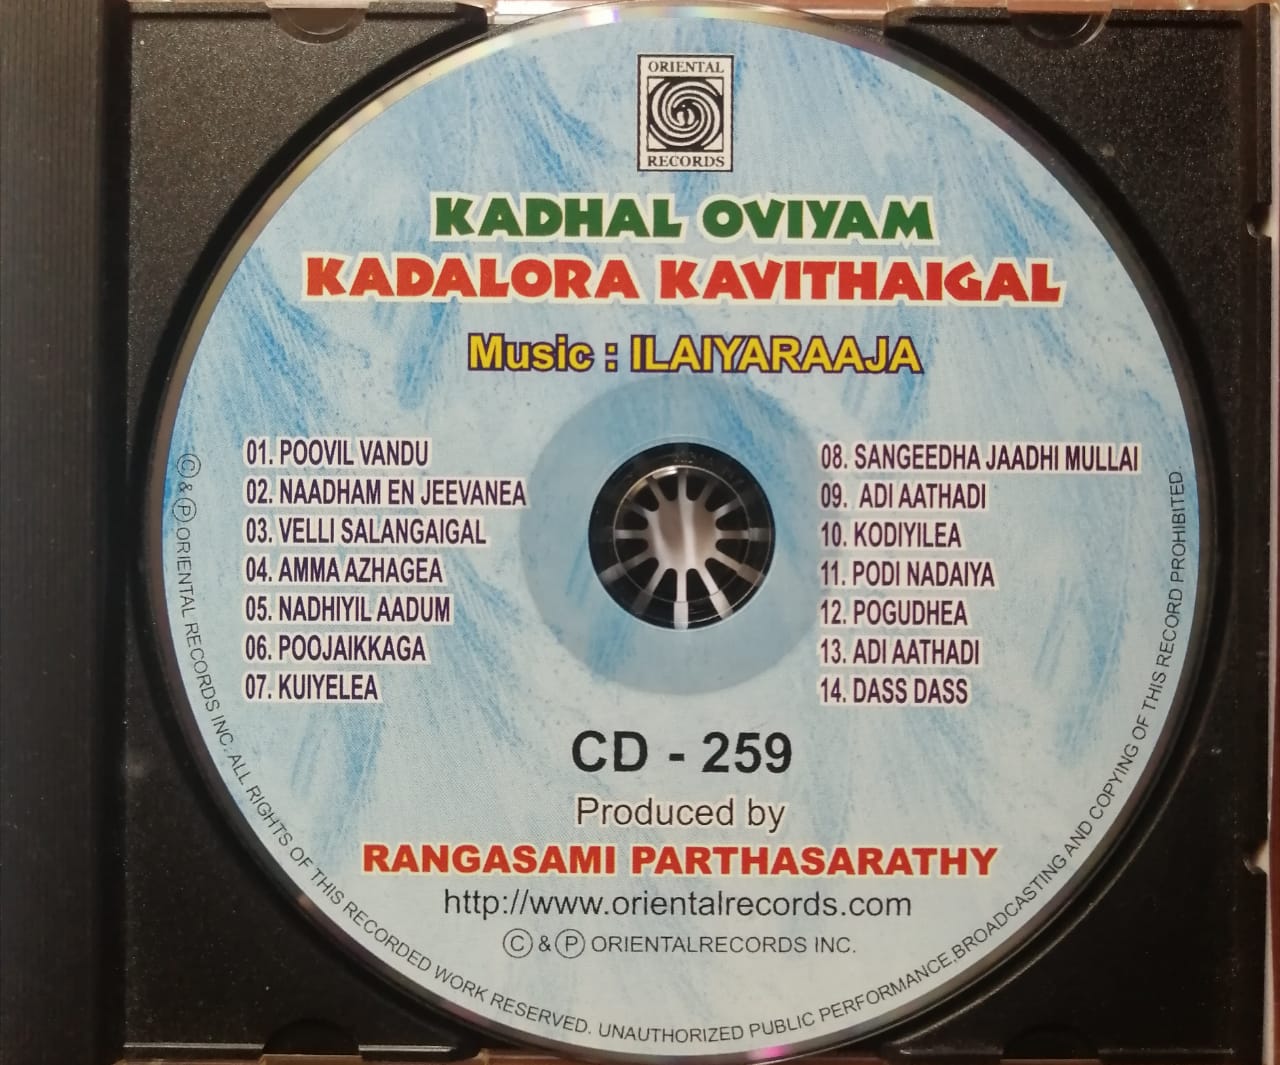 ORIENTAL
RECORDS
KADHAL OVIYAM
KADALORA KAVITHAIGAL
Music : ILAIYARAAJA
01. POOVIL VANDU
02. NAADHAM EN JEEVANEA
03. VELLI SALANGAIGAL
04. AMMA AZHAGEA
05. NADHIYIL AADUM
06. POOJAIKKAGA
07. KUIYELEA
08. SANGEEDHA JAADHI MULLAI
09. ADI AATHADI
10. KODIYILEA
11. PODI NADAIYA
12. POGUDHEA
13. ADI AATHADI
14. DASS DASS
CD - 259
Produced by
RANGASAMI PARTHASARATHY
http://www.orientalrecords.com
Ⓒ & Ⓟ ORIENTALRECORDS INC.
Ⓒ & Ⓟ ORIENTAL RECORDS INC. ALL RIGHTS OF THIS RECORDED WORK RESERVED. UNAUTHORIZED PUBLIC PERFORMANCE,BROADCASTING AND COPYING OF THIS RECORD PROHIBITED.